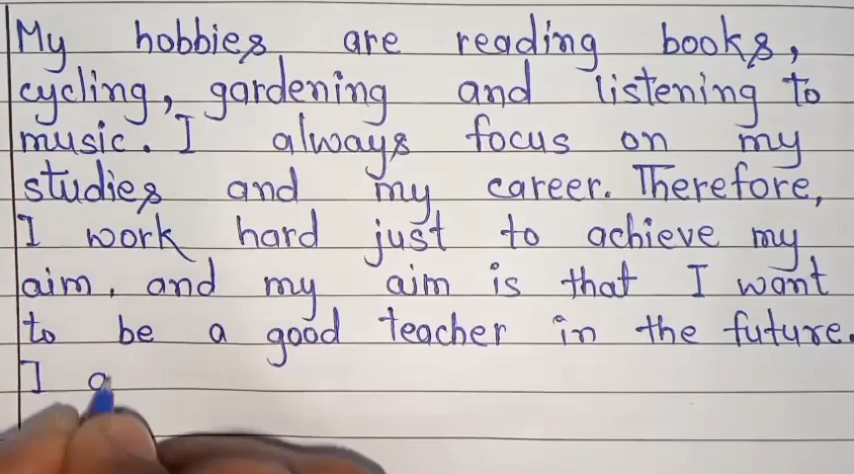 My hobbies are reading books,
cycling, gardening and listening to
music. I always focus on my
studies and my career. Therefore,
I work hard just to achieve my
aim, and my aim is that I want
to be a good teacher in the future.
I a